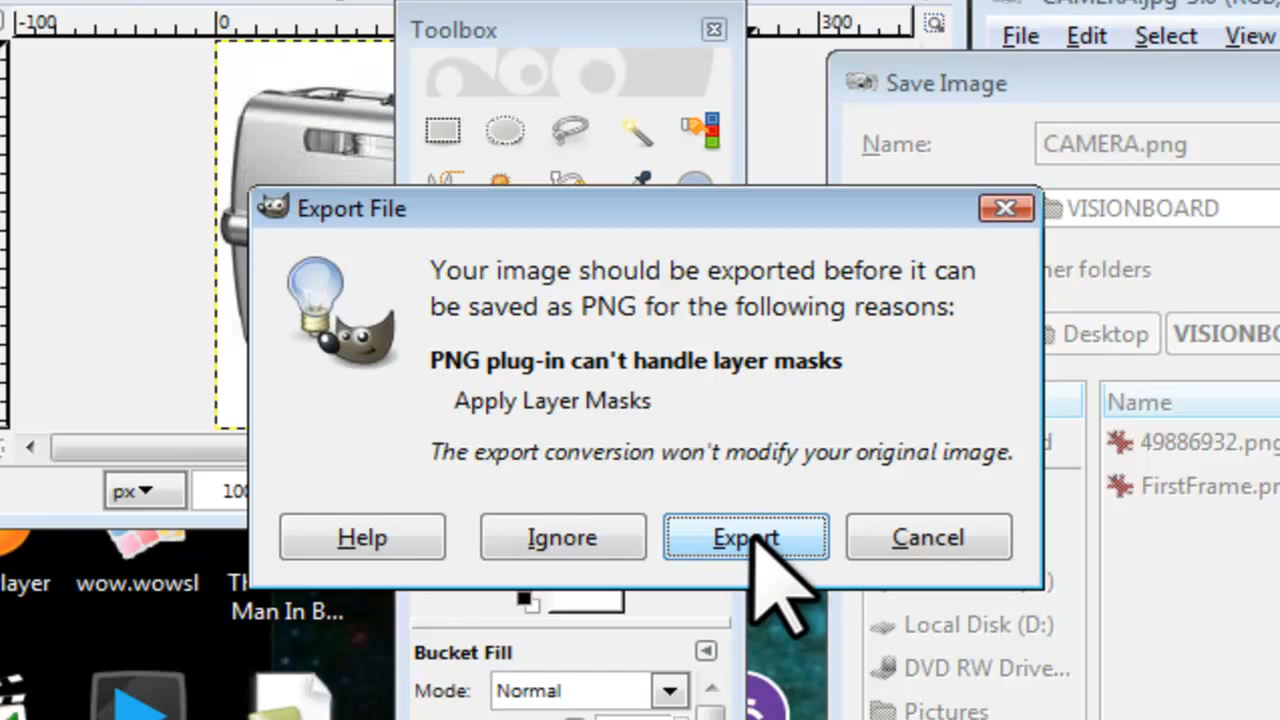 -100
0
300
Toolbox
File Edit Select View
Save Image
Name:
CAMERA.png
VISIONBOARD
Export File
Your image should be exported before it can
be saved as PNG for the following reasons:
PNG plug-in can't handle layer masks
Apply Layer Masks
The export conversion won't modify your original image.
Help
Ignore
Export
Cancel
her folders
Desktop
VISIONBO
Name
49886932.png
FirstFrame.pr
px
100
layer
wow.wowsl
Th
Man In B...
Bucket Fill
Mode:
Normal
Local Disk (D:)
DVD RW Drive...
Pictures